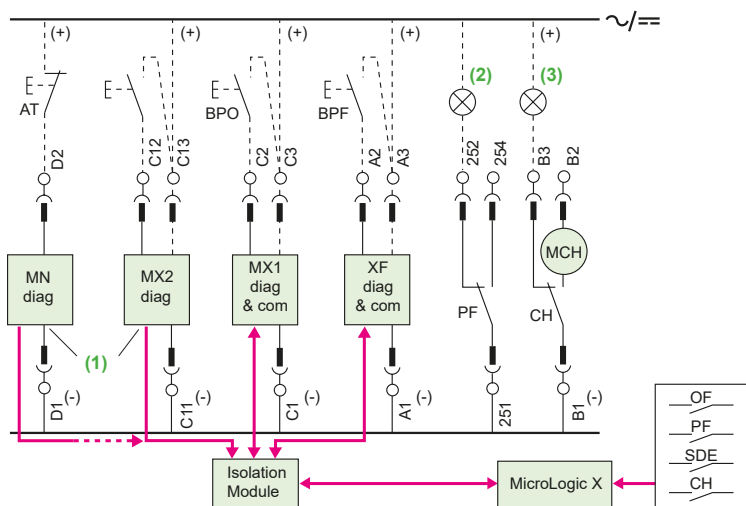 (+) (+) (+) (+) (+)
(2) (3)
AT BPO BPF
D2 C12 C13 C2 C3 A2 A3 252 254 B3 B2
MCH
MN
diag
MX2
diag
MX1
diag
& com
XF
diag
& com
PF CH
(1)
D1 (-) C11 (-) C1 (-) A1 (-) 251 B1 (-)
Isolation
Module
MicroLogic X
OF
PF
SDE
CH